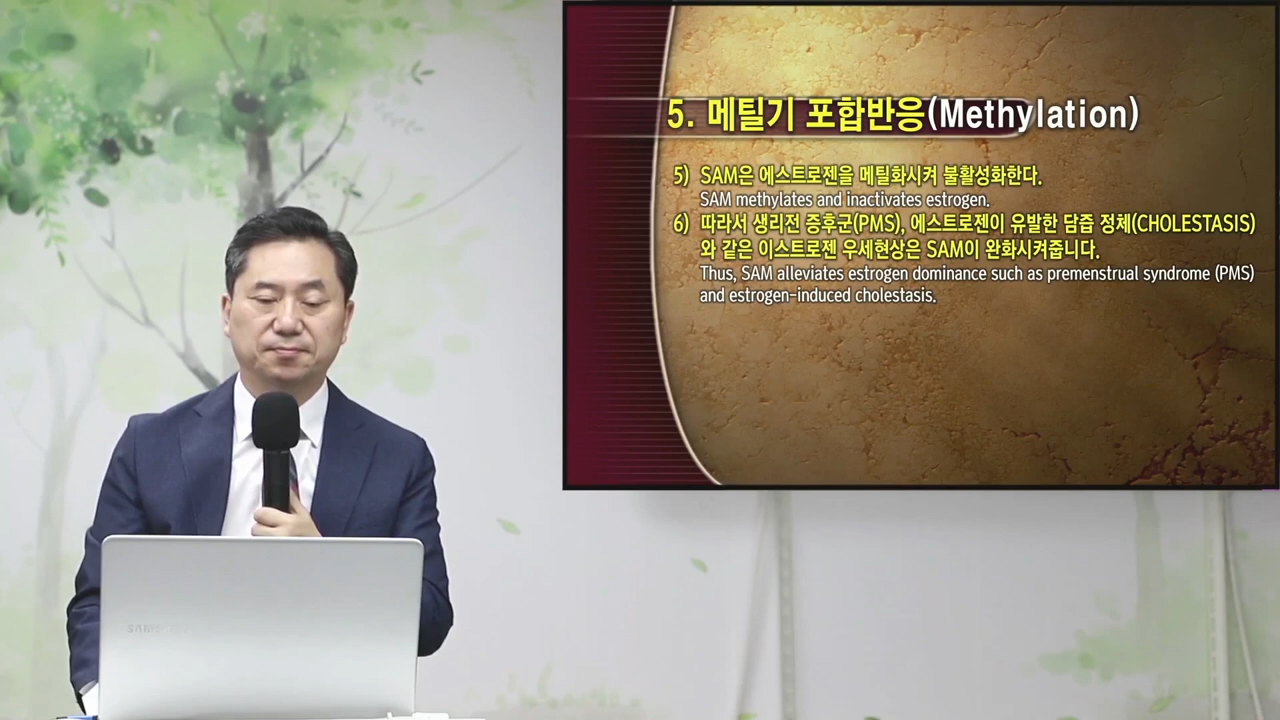 5. 메틸기 포합반응(Methylation)
5) SAM은 에스트로젠을 메틸화시켜 불활성화한다.
SAM methylates and inactivates estrogen.
6) 따라서 생리전 증후군(PMS), 에스트로젠이 유발한 담즙 정체(CHOLESTASIS)
와 같은 이스트로젠 우세현상은 SAM이 완화시켜줍니다.
Thus, SAM alleviates estrogen dominance such as premenstrual syndrome (PMS)
and estrogen-induced cholestasis.
SAMSUNG